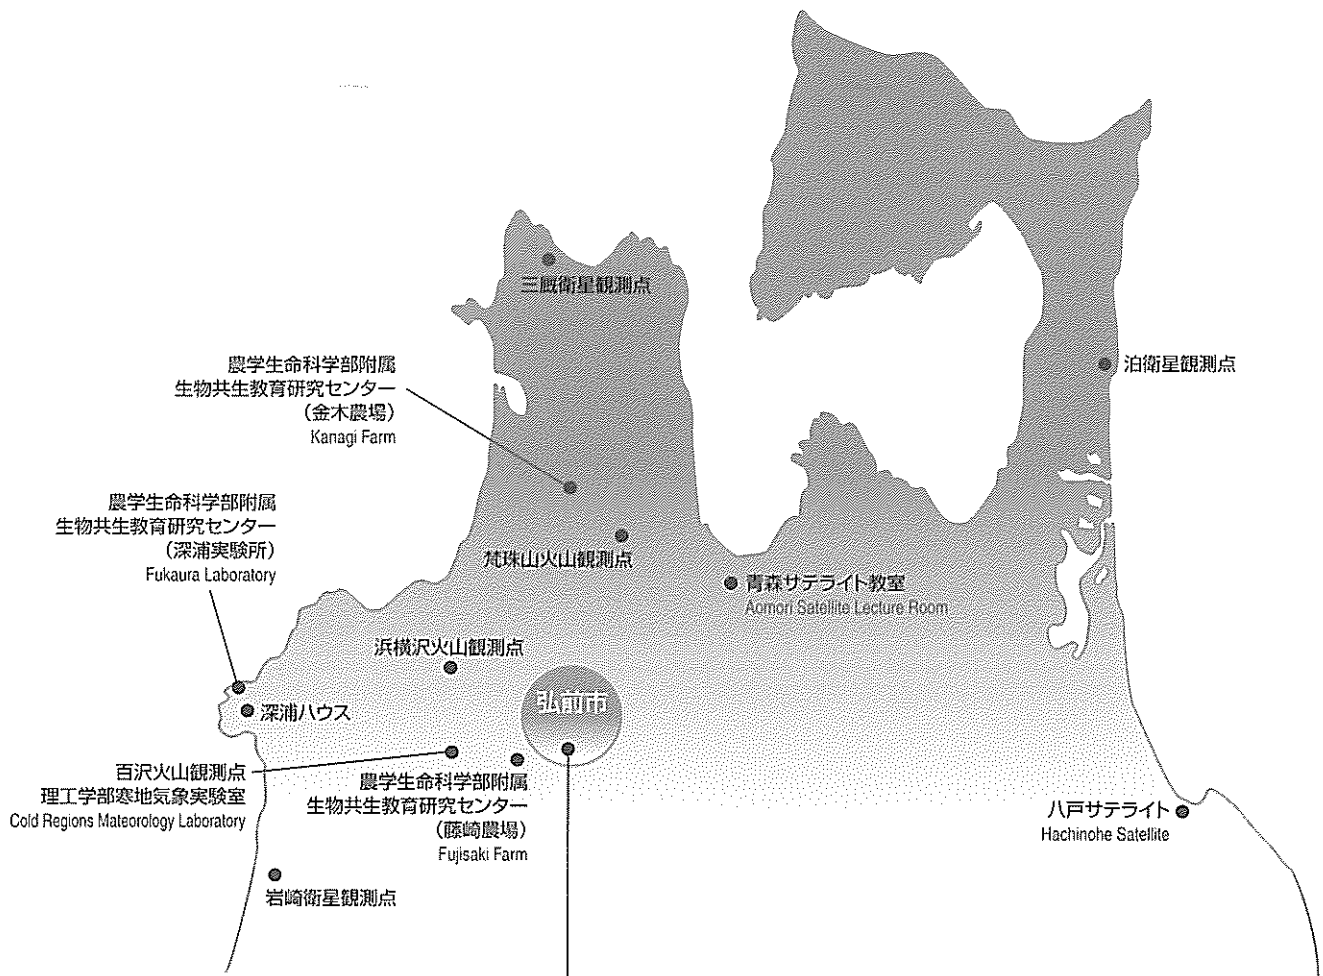 三厩衛星観測点
農学生命科学部附属
生物共生教育研究センター
（金木農場）
Kanagi Farm
泊衛星観測点
農学生命科学部附属
生物共生教育研究センター
（深浦実験所）
Fukaura Laboratory
梵珠山火山観測点
青森サテライト教室
Aomori Satellite Lecture Room
浜横沢火山観測点
弘前市
深浦ハウス
百沢火山観測点
理工学部寒地気象実験室
Cold Regions Mateorology Laboratory
農学生命科学部附属
生物共生教育研究センター
（藤崎農場）
Fujisaki Farm
八戸サテライト
Hachinohe Satellite
岩崎衛星観測点